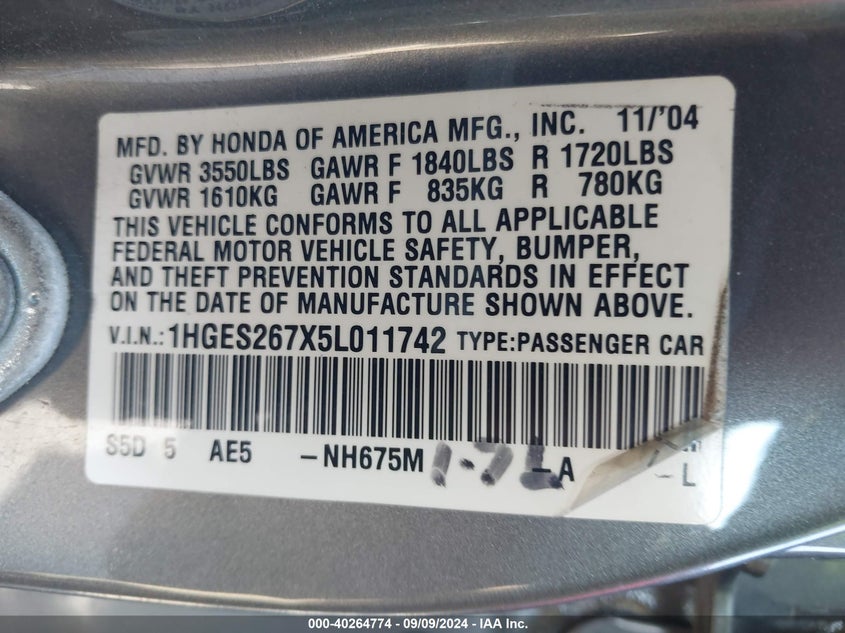 MFD. BY HONDA OF AMERICA MFG., INC. 11/'04
GVWR 3550LBS GAWR F 1840LBS R 1720LBS
GVWR 1610KG GAWR F 835KG R 780KG
THIS VEHICLE CONFORMS TO ALL APPLICABLE
FEDERAL MOTOR VEHICLE SAFETY, BUMPER,
AND THEFT PREVENTION STANDARDS IN EFFECT
ON THE DATE OF MANUFACTURE SHOWN ABOVE.
V.I.N.: 1HGES267X5L011742 TYPE:PASSENGER CAR
S5D 5 AE5 -NH675M -A -L
000-40264774 - 09/09/2024 - IAA Inc.